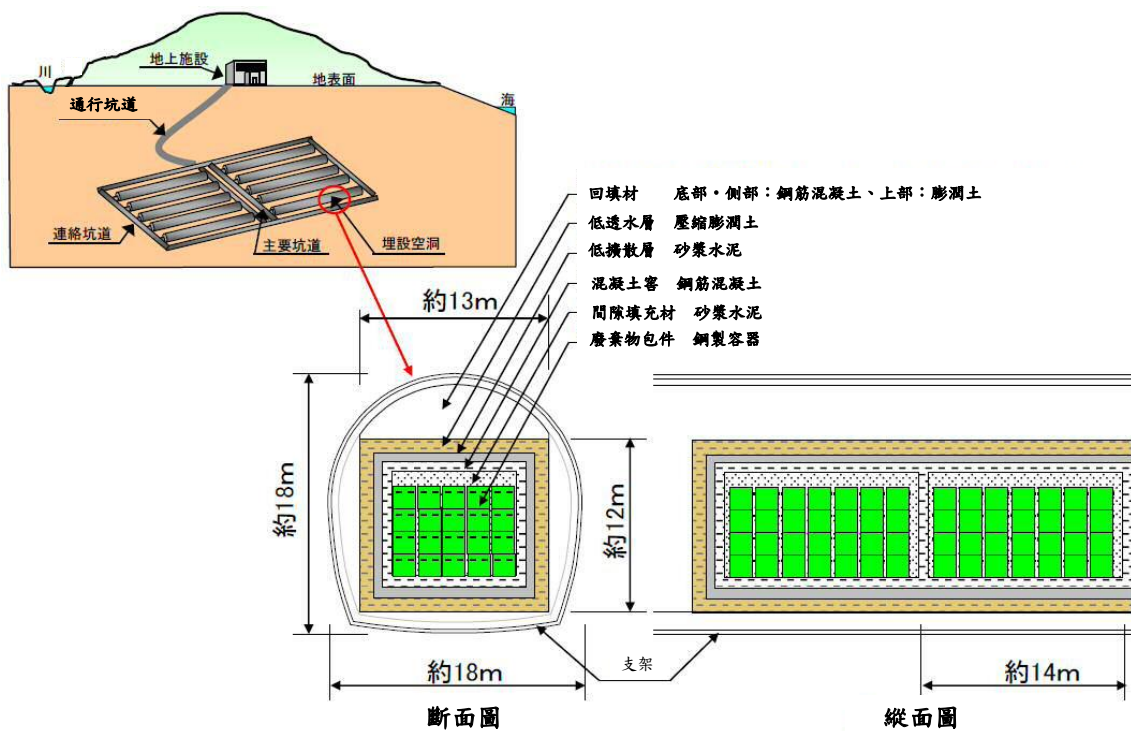 地上施設
川
地表面
海
通行坑道
連絡坑道
主要坑道
埋設空洞
回填材 底部・側部：鋼筋混凝土、上部：膨潤土
低透水層 壓縮膨潤土
低擴散層 砂漿水泥
混凝土窖 鋼筋混凝土
間隙填充材 砂漿水泥
廢棄物包件 鋼製容器
約13m
約18m
約12m
支架
約18m
約14m
斷面圖
縱面圖